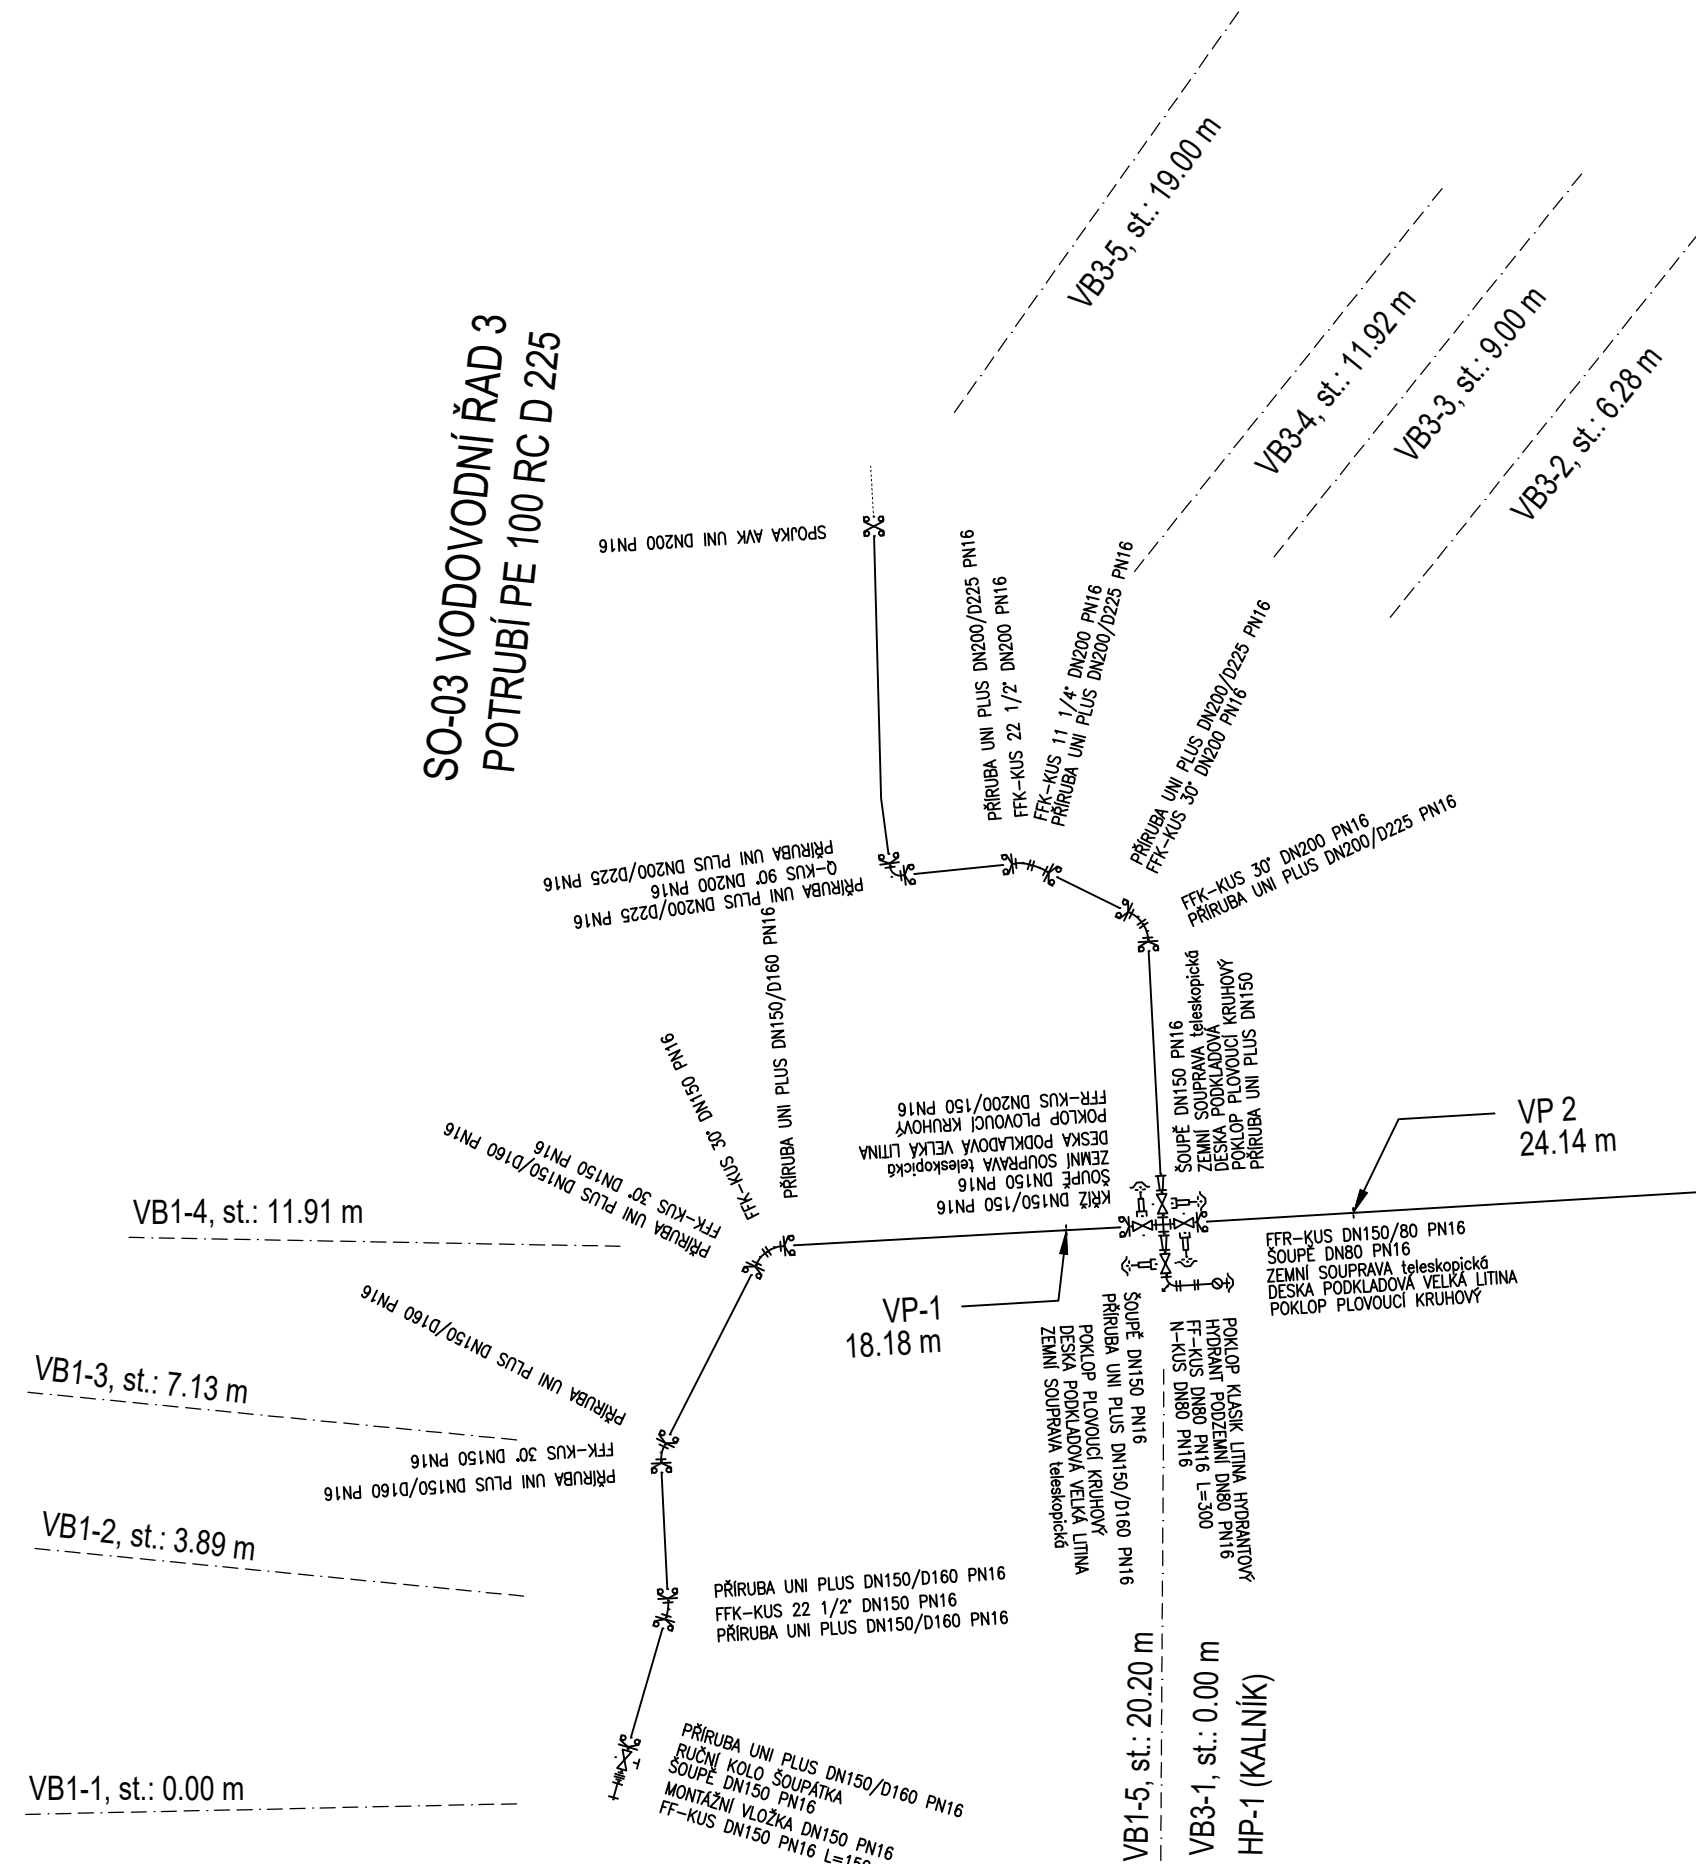 VB3-5, st.: 19.00 m
VB3-4, st.: 11.92 m
VB3-3, st.: 9.00 m
VB3-2, st.: 6.28 m
SO-03 VODOVODNÍ ŘAD 3
POTRUBÍ PE 100 RC D 225
SPOJKA AVK UNI DN200 PN16
PŘÍRUBA UNI PLUS DN200/D225 PN16
FFK-KUS 22 1/2° DN200 PN16
FFK-KUS 11 1/4° DN200 PN16
PŘÍRUBA UNI PLUS DN200/D225 PN16
PŘÍRUBA UNI PLUS DN200/D225 PN16
FFK-KUS 30° DN200 PN16
FFK-KUS 30° DN200 PN16
PŘÍRUBA UNI PLUS DN200/D225 PN16
PŘÍRUBA UNI PLUS DN200/D225 PN16
Q-KUS 90° DN200 PN16
PŘÍRUBA UNI PLUS DN200/D225 PN16
PŘÍRUBA UNI PLUS DN150/D160 PN16
FFK-KUS 30° DN150 PN16
FFK-KUS 30° DN150 PN16
PŘÍRUBA UNI PLUS DN150/D160 PN16
ŠOUPĚ DN150 PN16
ZEMNÍ SOUPRAVA teleskopická
DESKA PODKLADOVÁ
POKLOP PLOVOUCÍ KRUHOVÝ
PŘÍRUBA UNI PLUS DN150
FFR-KUS DN200/150 PN16
POKLOP PLOVOUCÍ KRUHOVÝ
DESKA PODKLADOVÁ VELKÁ LITINA
ZEMNÍ SOUPRAVA teleskopická
ŠOUPĚ DN150 PN16
KŘÍŽ DN150/150 PN16
VP 2
24.14 m
VB1-4, st.: 11.91 m
FFR-KUS DN150/80 PN16
ŠOUPĚ DN80 PN16
ZEMNÍ SOUPRAVA teleskopická
DESKA PODKLADOVÁ VELKÁ LITINA
POKLOP PLOVOUCÍ KRUHOVÝ
VP-1
18.18 m
VB1-3, st.: 7.13 m
PŘÍRUBA UNI PLUS DN150/D160 PN16
FFK-KUS 30° DN150 PN16
PŘÍRUBA UNI PLUS DN150/D160 PN16
ŠOUPĚ DN150 PN16
PŘÍRUBA UNI PLUS DN150/D160 PN16
POKLOP PLOVOUCÍ KRUHOVÝ
DESKA PODKLADOVÁ VELKÁ LITINA
ZEMNÍ SOUPRAVA teleskopická
POKLOP KLASIK LITINA HYDRANTOVÝ
HYDRANT PODZEMNÍ DN80 PN16
FF-KUS DN80 PN16 L=300
N-KUS DN80 PN16
VB1-2, st.: 3.89 m
PŘÍRUBA UNI PLUS DN150/D160 PN16
FFK-KUS 22 1/2° DN150 PN16
PŘÍRUBA UNI PLUS DN150/D160 PN16
VB1-1, st.: 0.00 m
PŘÍRUBA UNI PLUS DN150/D160 PN16
RUČNÍ KOLO ŠOUPÁTKA
ŠOUPĚ DN150 PN16
MONTÁŽNÍ VLOŽKA DN150 PN16
FF-KUS DN150 PN16
VB1-5, st.: 20.20 m
VB3-1, st.: 0.00 m
HP-1 (KALNÍK)